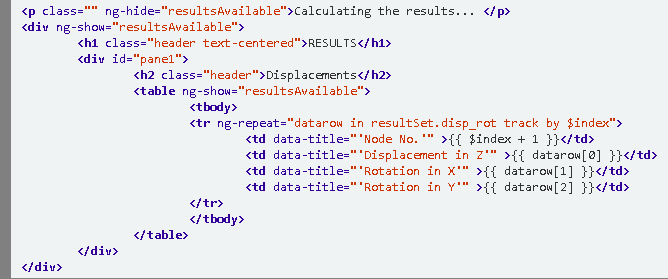 <p class="" ng-hide="resultsAvailable">Calculating the results... </p>
<div ng-show="resultsAvailable">
<h1 class="header text-centered">RESULTS</h1>
<div id="pane1">
<h2 class="header">Displacements</h2>
<table ng-show="resultsAvailable">
<tbody>
<tr ng-repeat="datarow in resultSet.disp_rot track by $index">
<td data-title="'Node No.'" >{{ $index + 1 }}</td>
<td data-title="'Displacement in Z'" >{{ datarow[0] }}</td>
<td data-title="'Rotation in X'" >{{ datarow[1] }}</td>
<td data-title="'Rotation in Y'" >{{ datarow[2] }}</td>
</tr>
</tbody>
</table>
</div>
</div>